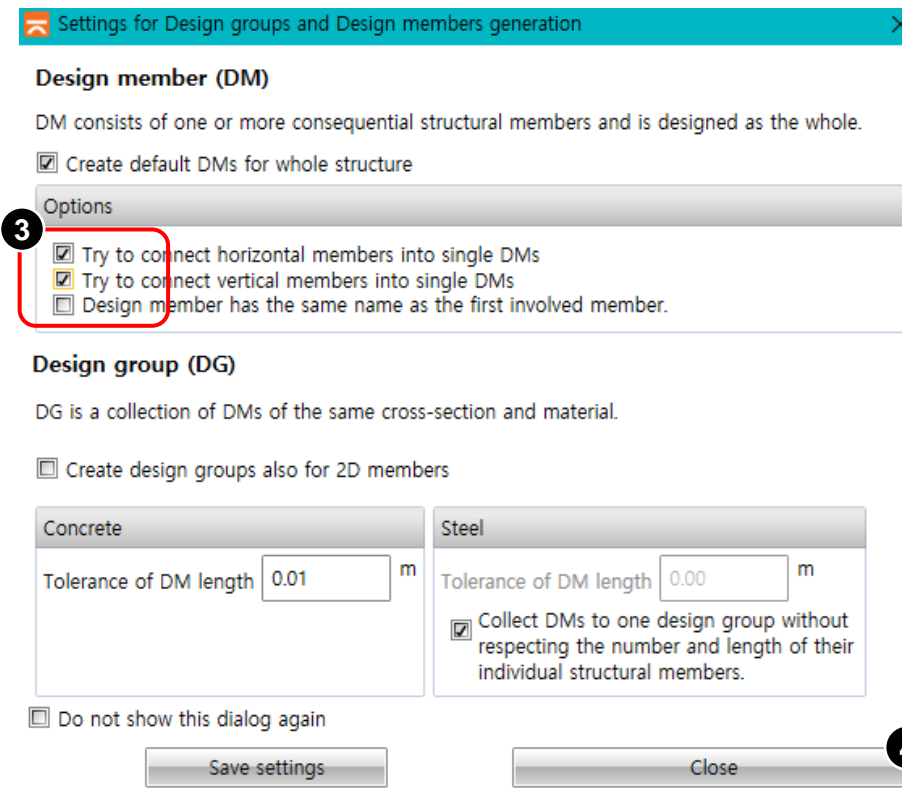 Settings for Design groups and Design members generation
Design member (DM)
DM consists of one or more consequential structural members and is designed as the whole.
Create default DMs for whole structure
Options
3
Try to connect horizontal members into single DMs
Try to connect vertical members into single DMs
Design member has the same name as the first involved member.
Design group (DG)
DG is a collection of DMs of the same cross-section and material.
Create design groups also for 2D members
Concrete
Tolerance of DM length 0.01 m
Steel
Tolerance of DM length 0.00 m
Collect DMs to one design group without
respecting the number and length of their
individual structural members.
Do not show this dialog again
Save settings
Close